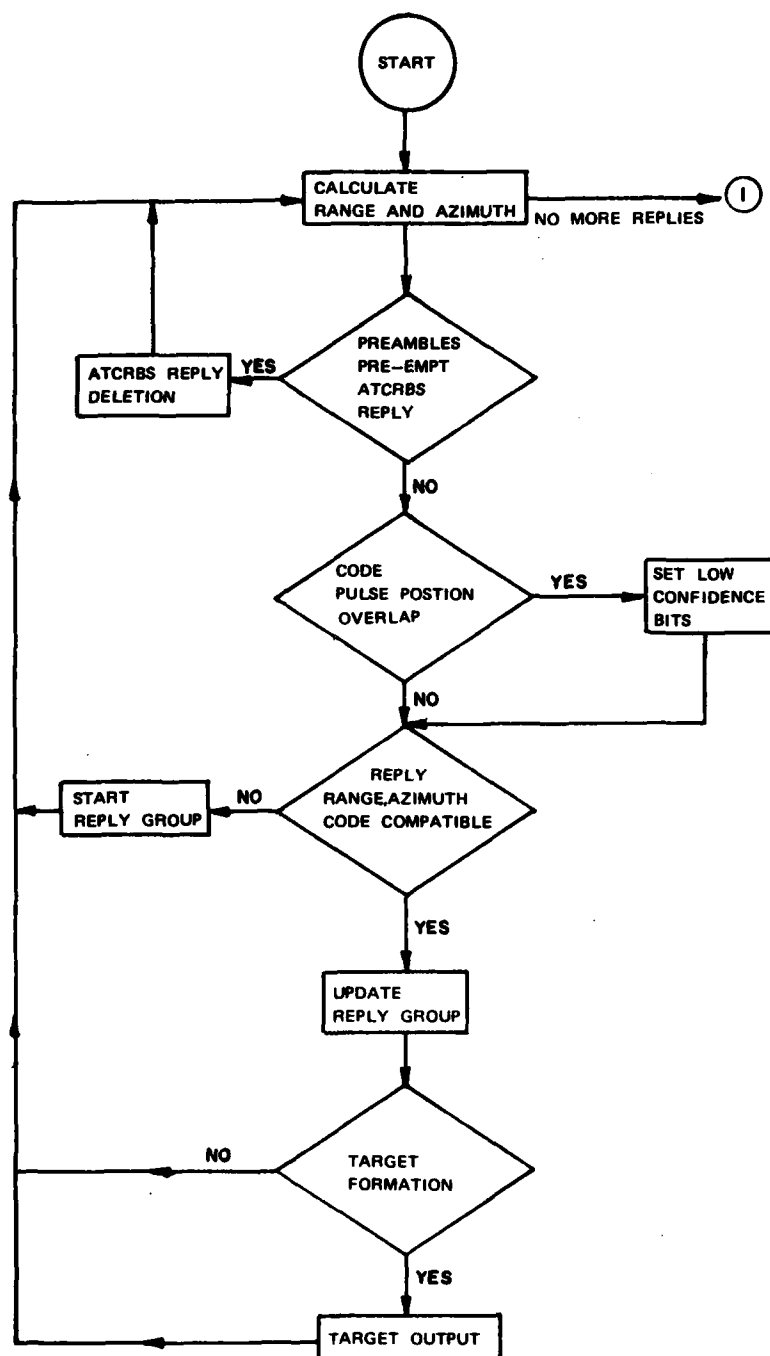 START
CALCULATE
RANGE AND AZIMUTH
NO MORE REPLIES
I
PREAMBLES
PRE-EMPT
ATCRBS
REPLY
YES
ATCRBS REPLY
DELETION
NO
CODE
PULSE POSTION
OVERLAP
YES
SET LOW
CONFIDENCE
BITS
NO
REPLY
RANGE,AZIMUTH
CODE COMPATIBLE
NO
START
REPLY GROUP
YES
UPDATE
REPLY GROUP
TARGET
FORMATION
NO
YES
TARGET OUTPUT